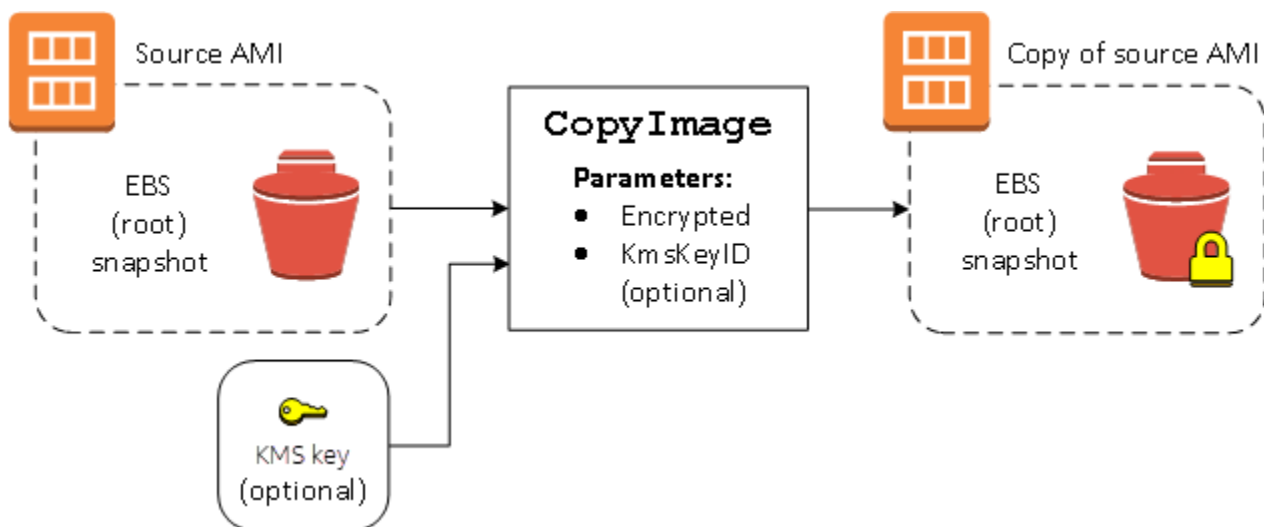 Source AMI
EBS
(root)
snapshot
KMS key
(optional)
CopyImage
Parameters:
● Encrypted
● KmsKeyID
(optional)
Copy of source AMI
EBS
(root)
snapshot